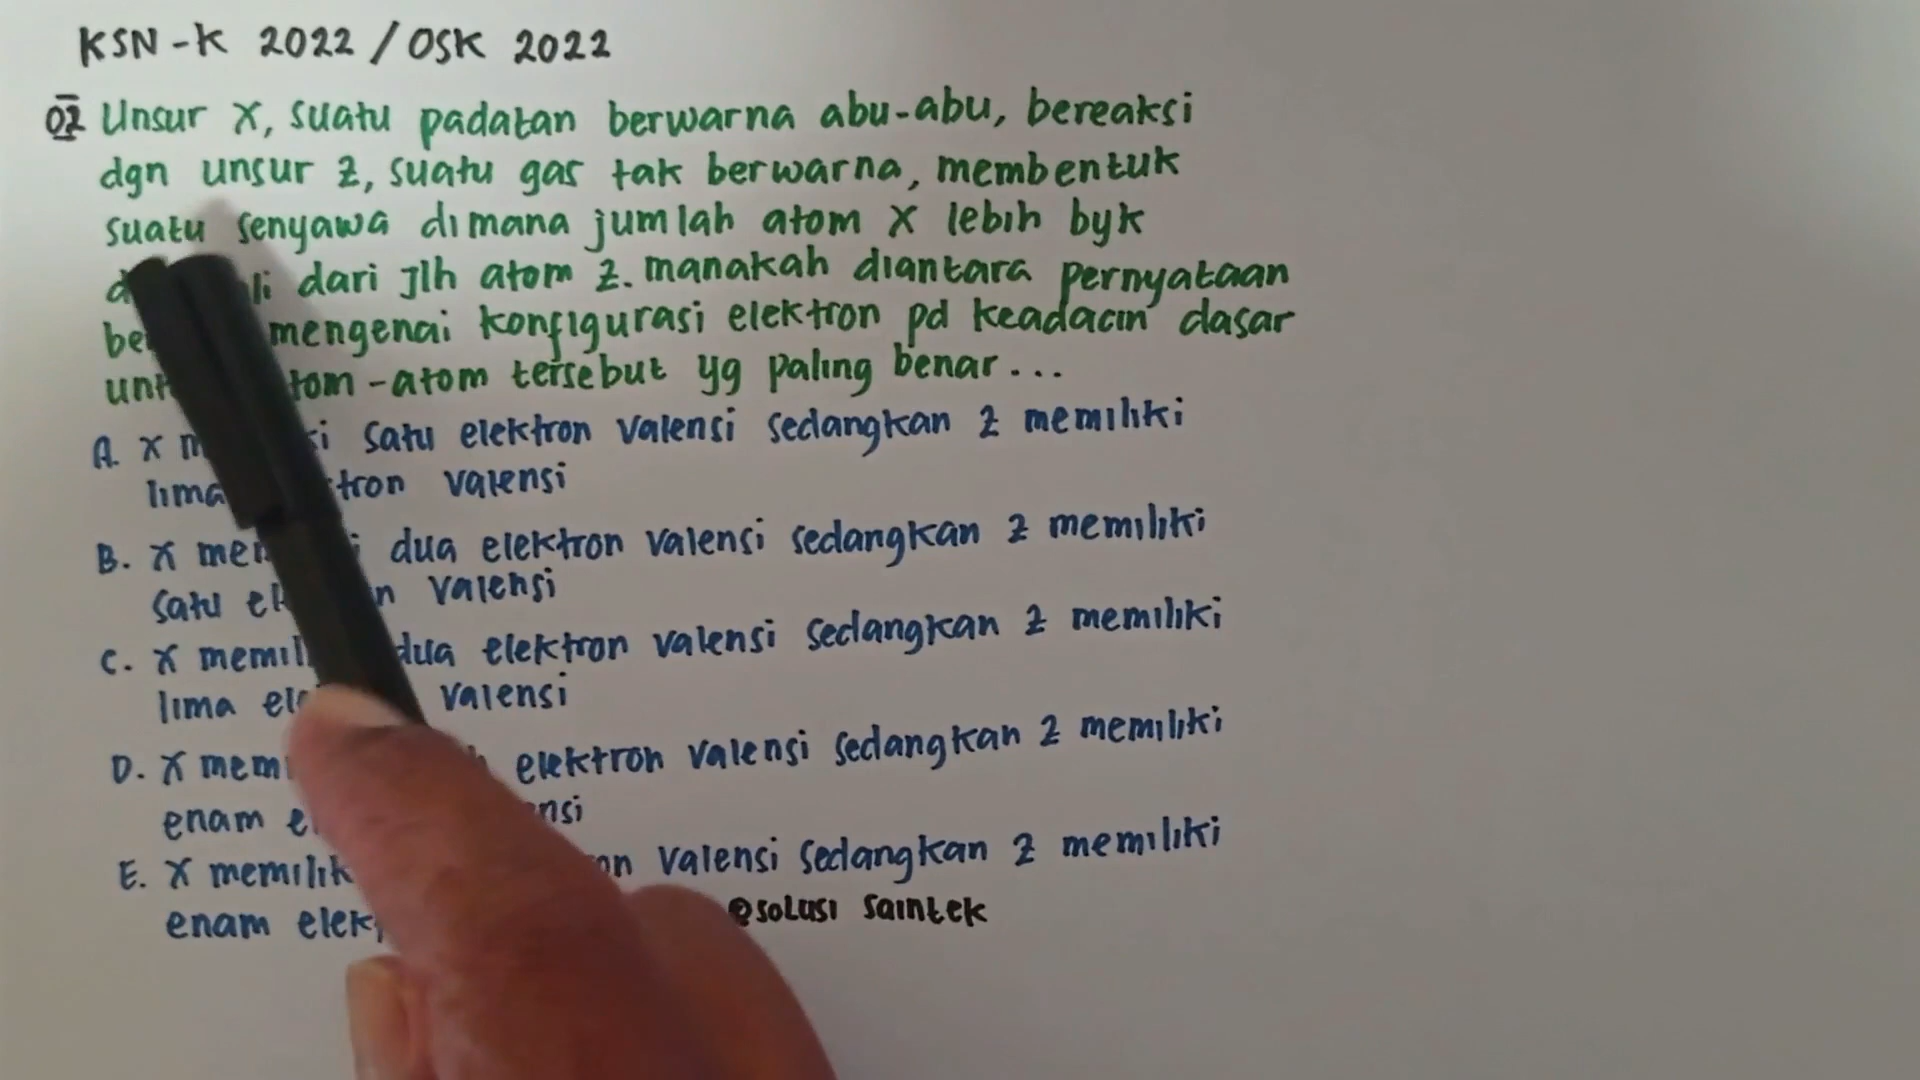 KSN-K 2022 / OSK 2022
02 Unsur X, suatu padatan berwarna abu-abu, bereaksi
dgn unsur Z, suatu gas tak berwarna, membentuk
suatu senyawa dimana jumlah atom X lebih byk
dari Jlh atom Z. manakah diantara pernyataan
mengenai konfigurasi elektron pd keadaan dasar
atom-atom tersebut yg paling benar...
A. X satu elektron valensi sedangkan Z memiliki
lima valensi
B. X dua elektron valensi sedangkan Z memiliki
satu valensi
C. X dua elektron valensi sedangkan Z memiliki
lima valensi
D. X elektron valensi sedangkan Z memiliki
enam
E. X valensi sedangkan Z memiliki
enam
@solusi saintek